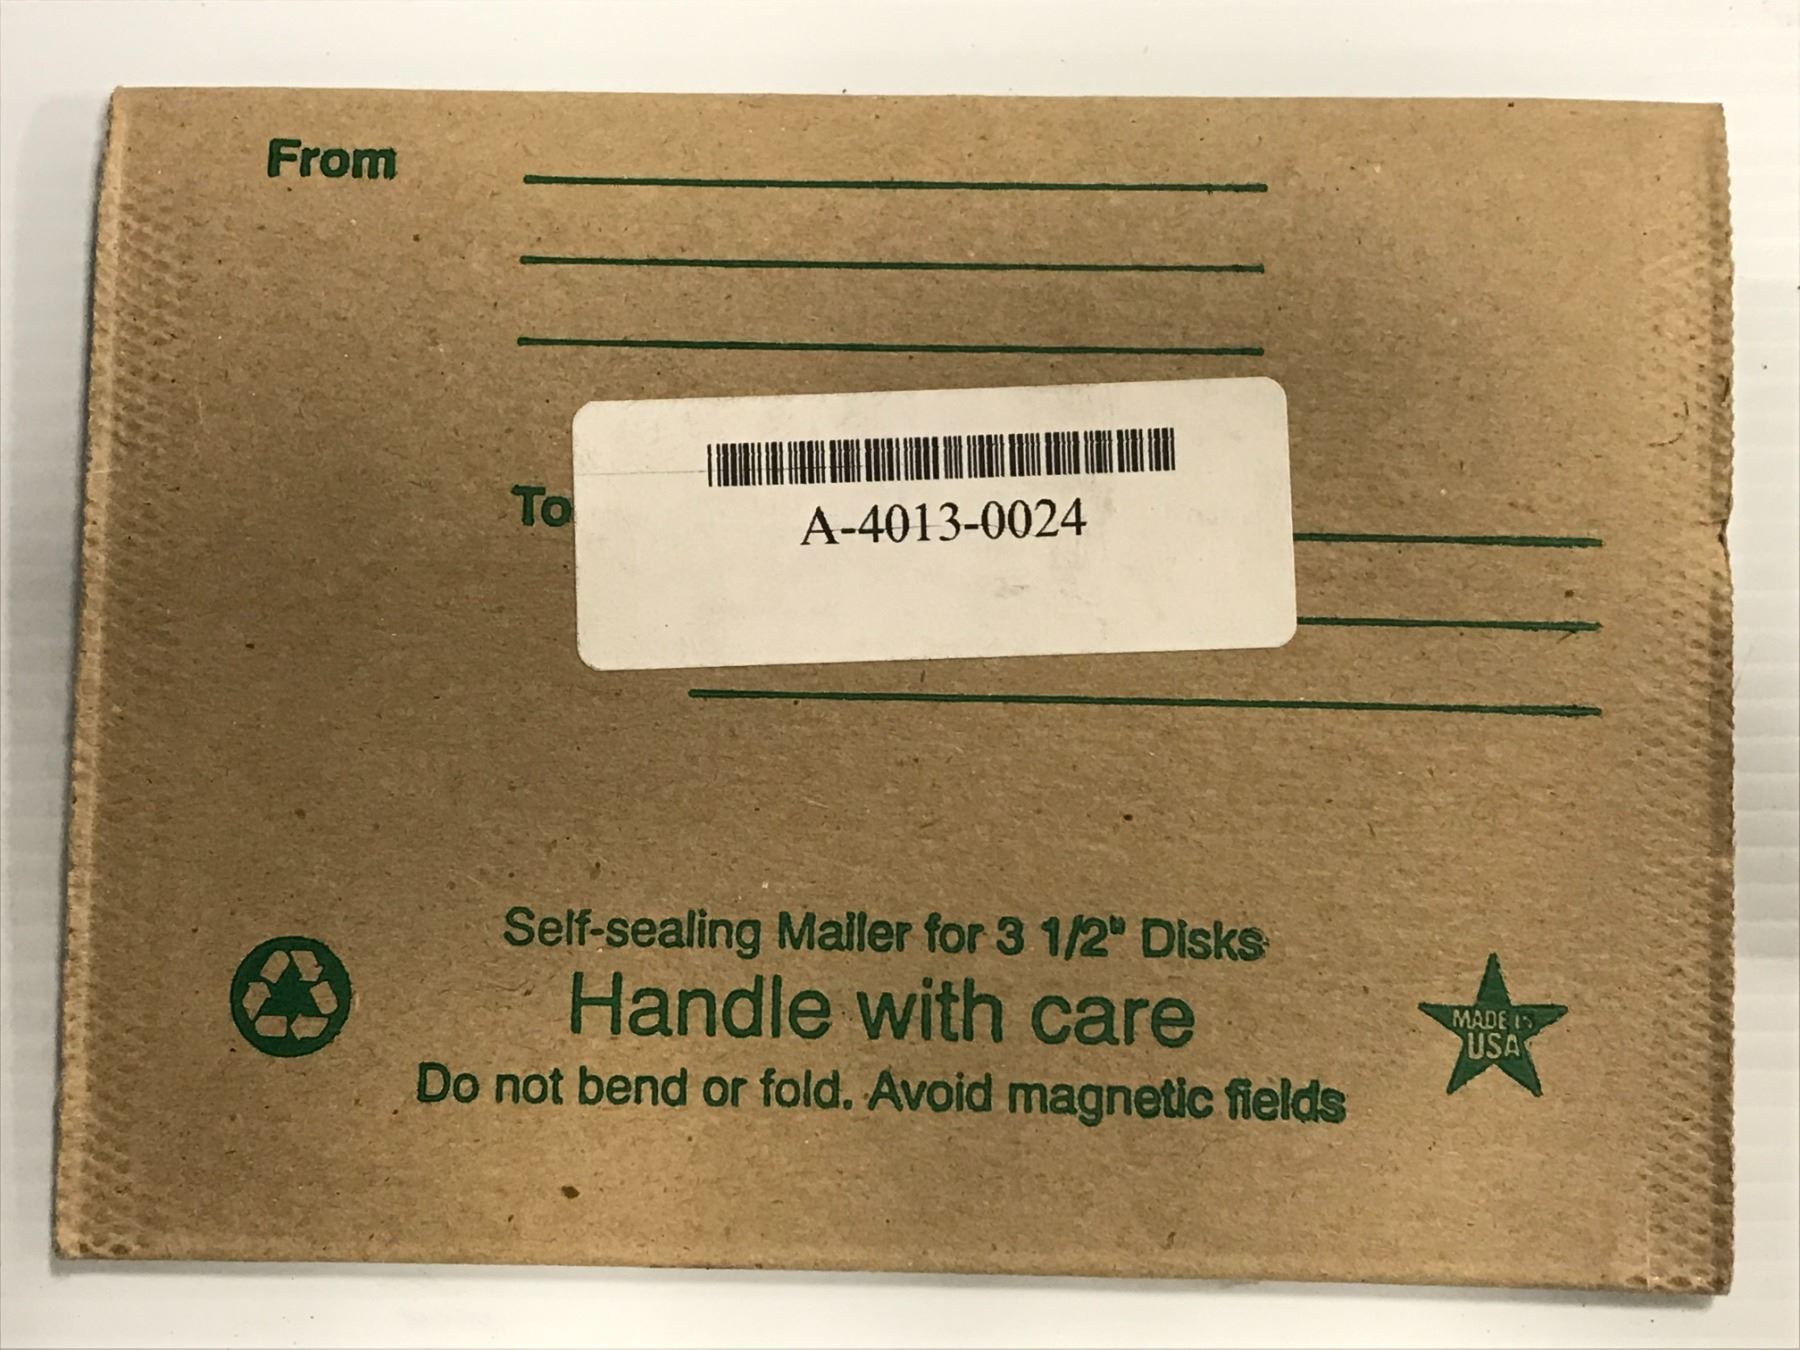 From
A-4013-0024
To
Self-sealing Mailer for 3 1/2" Disks
Handle with care
Do not bend or fold. Avoid magnetic fields
MADE IN
USA